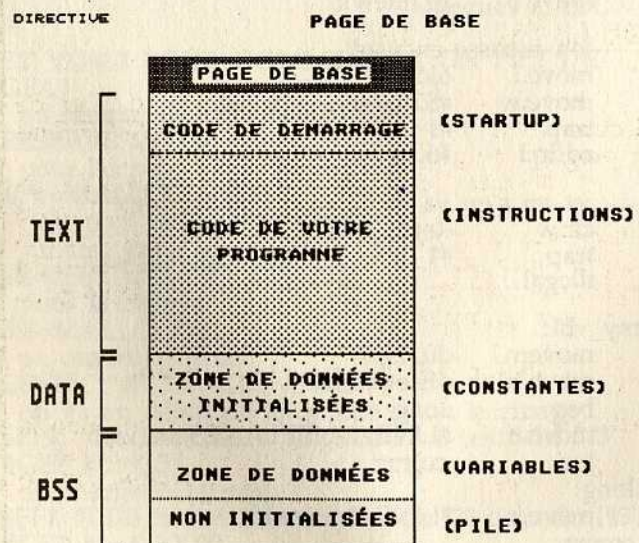 DIRECTIVE
PAGE DE BASE
PAGE DE BASE
CODE DE DEMARRAGE
(STARTUP)
TEXT
CODE DE VOTRE
PROGRAMME
(INSTRUCTIONS)
DATA
ZONE DE DONNÉES
INITIALISÉES
(CONSTANTES)
BSS
ZONE DE DONNÉES
(VARIABLES)
NON INITIALISÉES
(PILE)